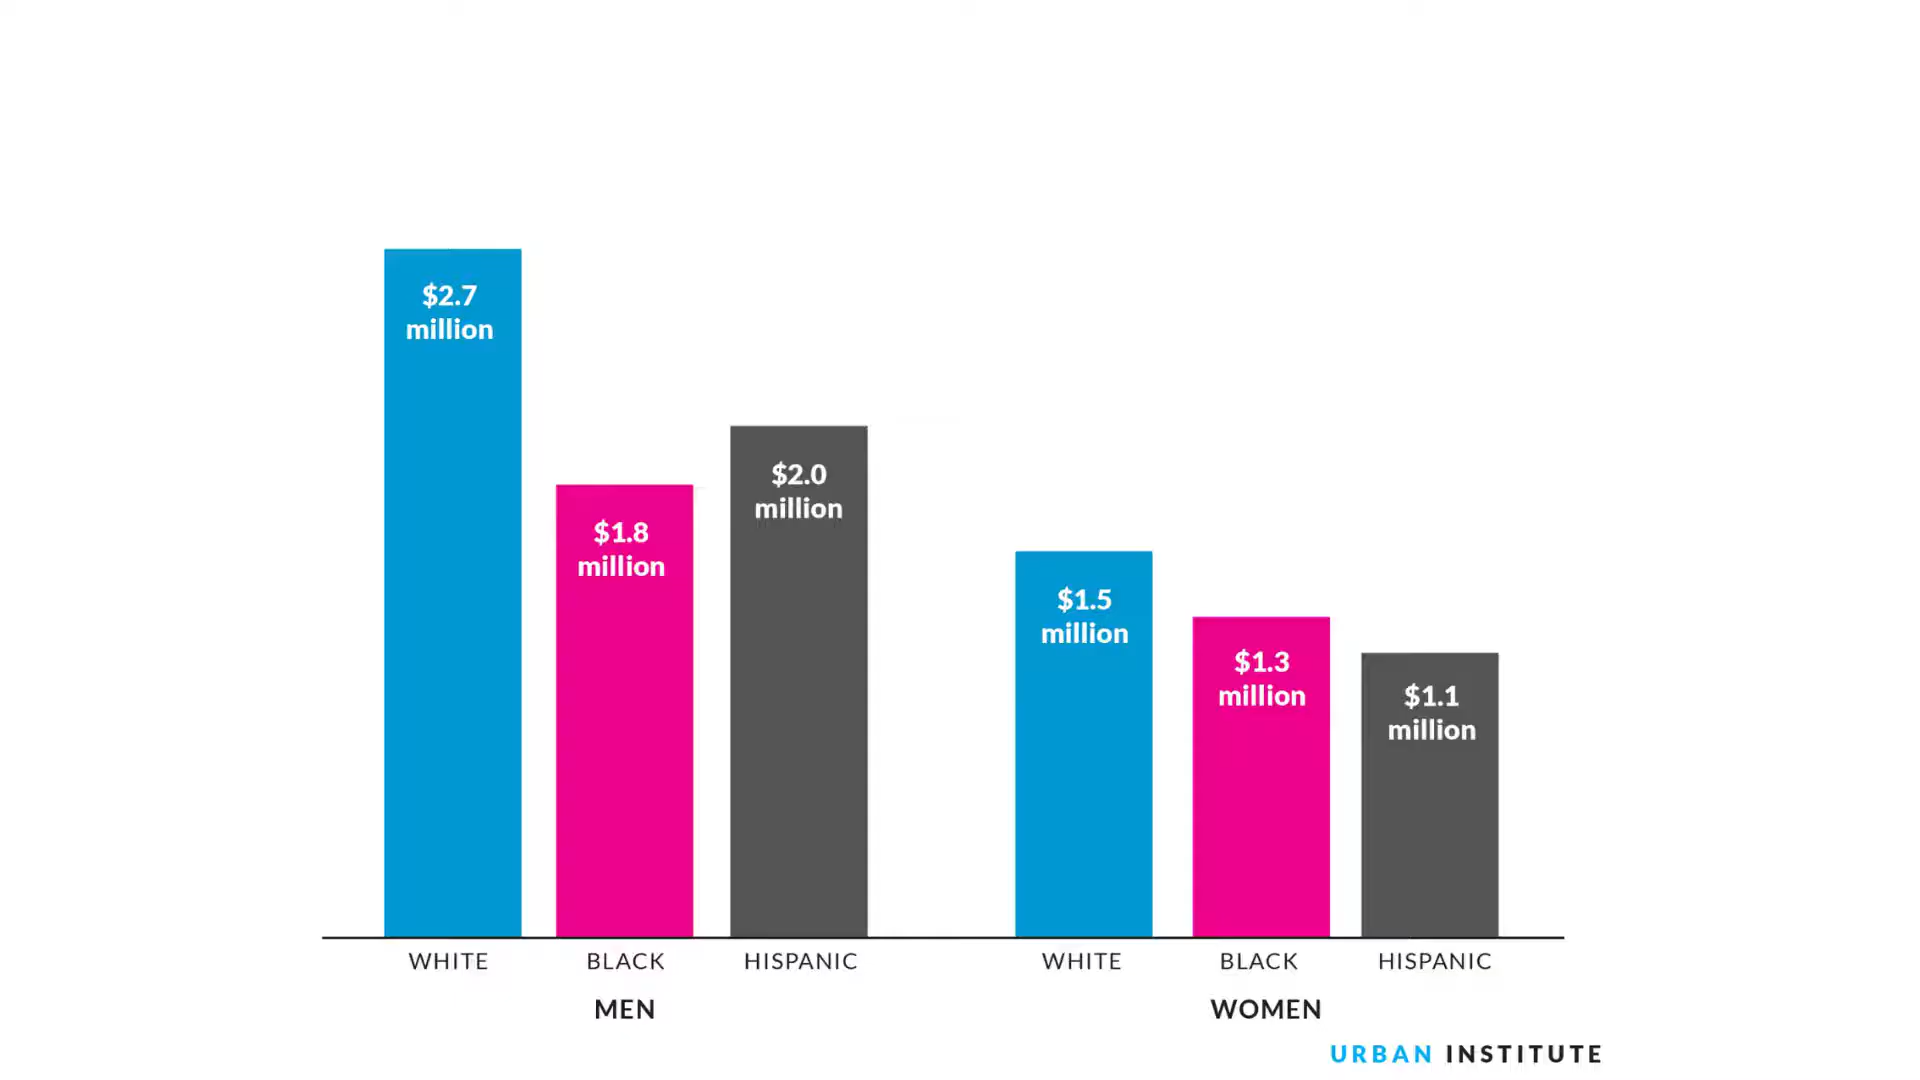 $2.7
million
$1.8
million
$2.0
million
$1.5
million
$1.3
million
$1.1
million
WHITE
BLACK
HISPANIC
WHITE
BLACK
HISPANIC
MEN
WOMEN
URBAN INSTITUTE